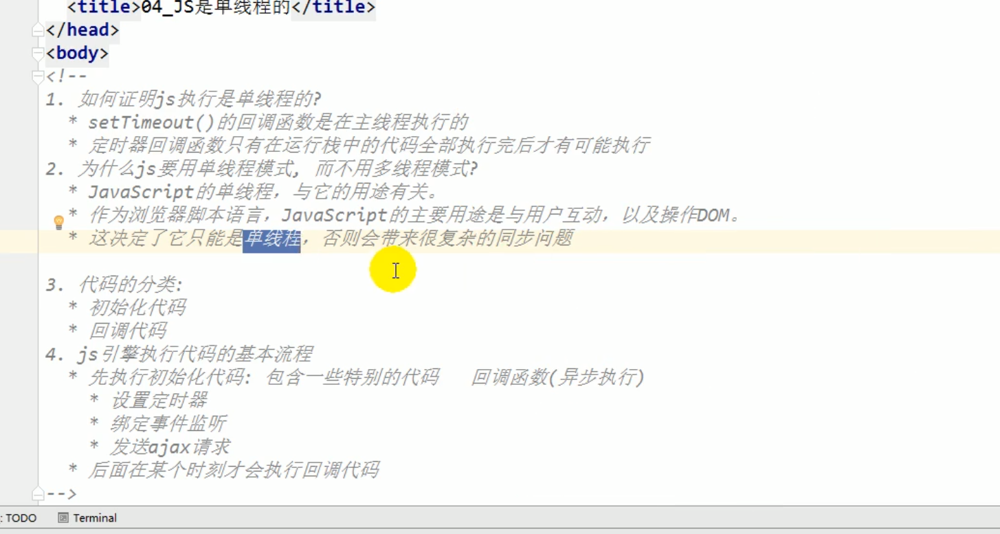 <title>04_JS是单线程的</title>
</head>
<body>
<!--
1. 如何证明js执行是单线程的?
* setTimeout()的回调函数是在主线程执行的
* 定时器回调函数只有在运行栈中的代码全部执行完后才有可能执行
2. 为什么js要用单线程模式, 而不用多线程模式?
* JavaScript的单线程，与它的用途有关。
* 作为浏览器脚本语言，JavaScript的主要用途是与用户互动，以及操作DOM。
* 这决定了它只能是单线程，否则会带来很复杂的同步问题
3. 代码的分类:
* 初始化代码
* 回调代码
4. js引擎执行代码的基本流程
* 先执行初始化代码: 包含一些特别的代码 回调函数(异步执行)
* 设置定时器
* 绑定事件监听
* 发送ajax请求
* 后面在某个时刻才会执行回调代码
-->
: TODO Terminal